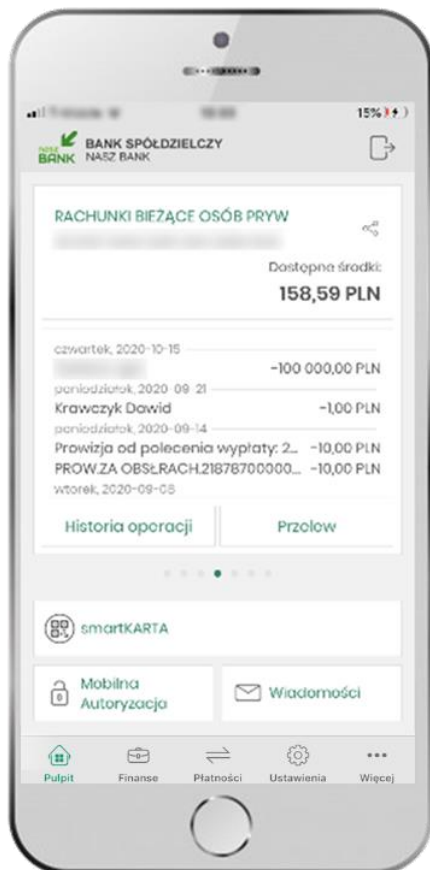 15%
NASZ BANK
BANK SPÓŁDZIELCZY
NASZ BANK
RACHUNKI BIEŻĄCE OSÓB PRYW
Dostępne środki:
158,59 PLN
czwartek, 2020-10-15
-100 000,00 PLN
poniedziałek, 2020-09-21
Krawczyk Dawid -1,00 PLN
poniedziałek, 2020-09-14
Prowizja od polecenia wypłaty: 2... -10,00 PLN
PROW.ZA OBSŁ.RACH.21878700000... -10,00 PLN
wtorek, 2020-09-08
Historia operacji Przelew
smartKARTA
Mobilna Autoryzacja
Wiadomości
Pulpit Finanse Płatności Ustawienia Więcej